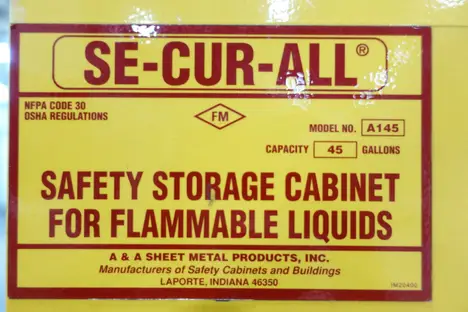 SE-CUR-ALL®
NFPA CODE 30
OSHA REGULATIONS
FM
MODEL NO. A145
CAPACITY 45 GALLONS
SAFETY STORAGE CABINET
FOR FLAMMABLE LIQUIDS
A & A SHEET METAL PRODUCTS, INC.
Manufacturers of Safety Cabinets and Buildings
LAPORTE, INDIANA 46350